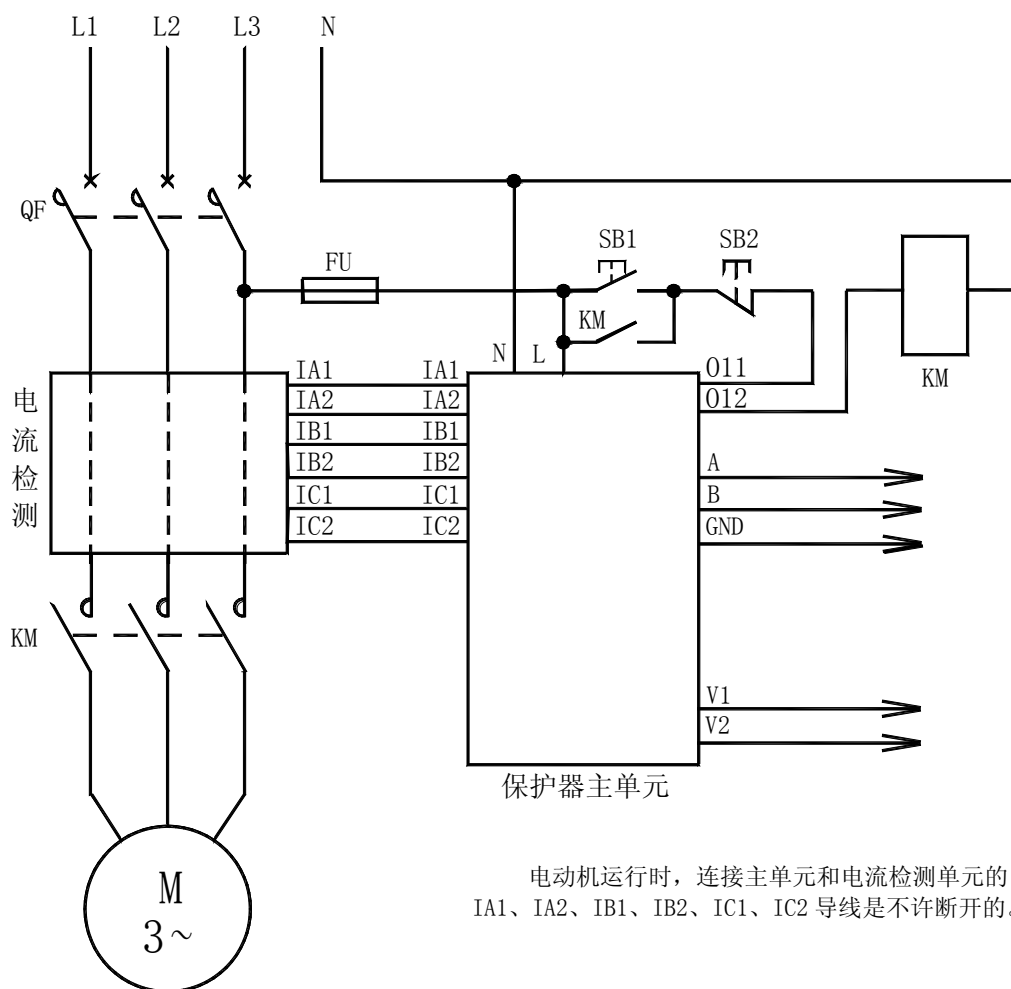 L1 L2 L3 N
QF
SB1 SB2
FU
KM
N L
KM
O11
O12
IA1 IA1
IA2 IA2
IB1 IB1
IB2 IB2
IC1 IC1
IC2 IC2
电
流
检
测
A
B
GND
KM
V1
V2
保护器主单元
M
3~
电动机运行时，连接主单元和电流检测单元的
IA1、IA2、IB1、IB2、IC1、IC2 导线是不许断开的。